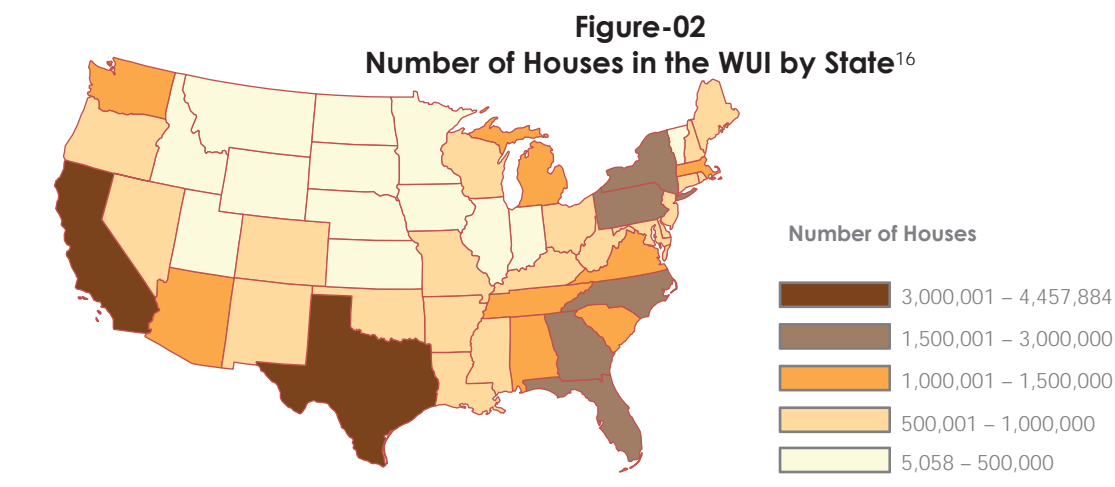 Figure-02
Number of Houses in the WUI by State16
Number of Houses
3,000,001 – 4,457.884
1,500,001 – 3,000,000
1,000,001 – 1,500,000
500,001 – 1,000,000
5,058 – 500,000